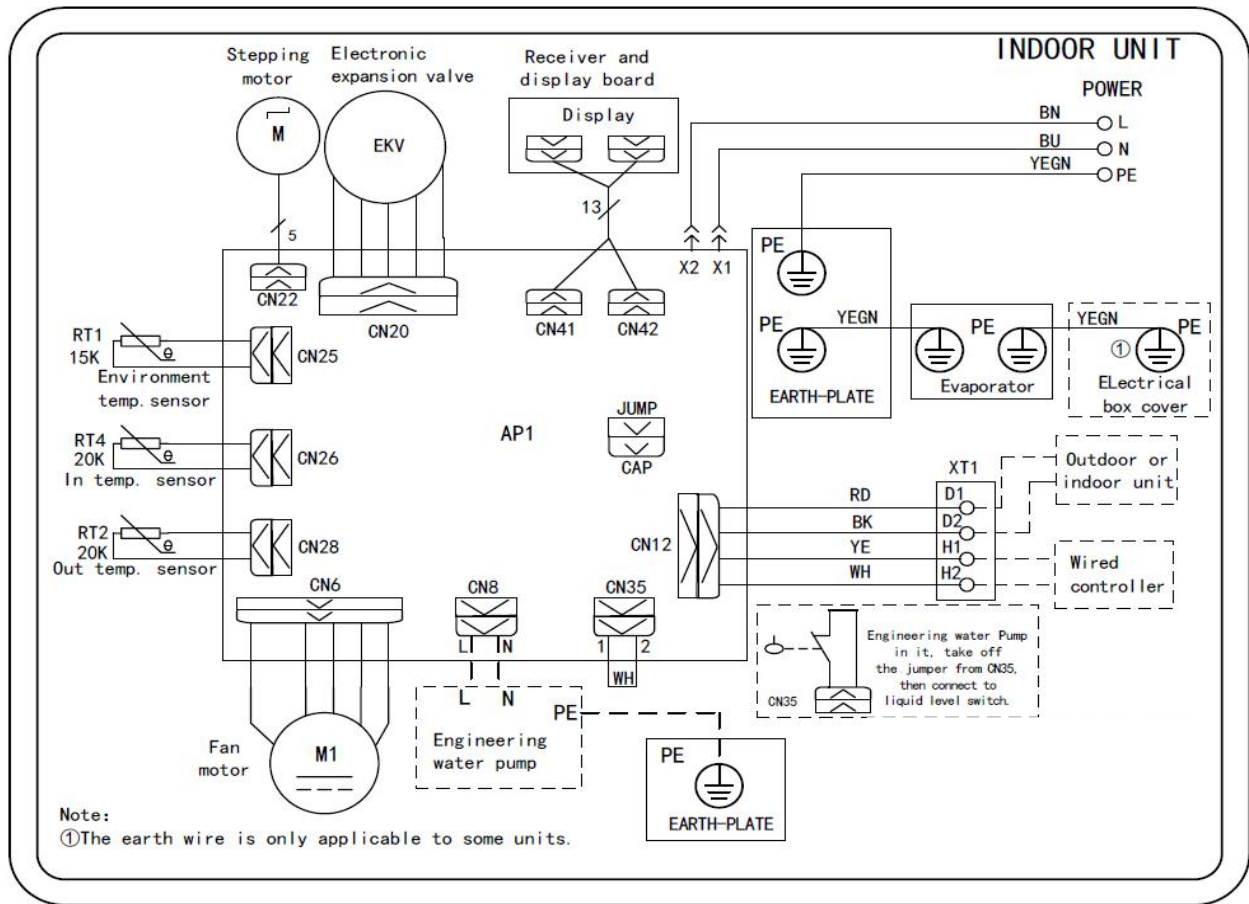 INDOOR UNIT
POWER
Stepping
motor
M
5
Electronic
expansion valve
EKV
Receiver and
display board
Display
13
BN
L
BU
N
YEGN
PE
X2
X1
CN22
CN20
CN41
CN42
PE
PE
YEGN
EARTH-PLATE
PE
Evaporator
YEGN
PE
①
ELectrical
box cover
RT1
15K
θ
Environment
temp. sensor
CN25
RT4
20K
θ
In temp. sensor
CN26
RT2
20K
θ
Out temp. sensor
CN28
AP1
JUMP
CAP
CN12
RD
BK
YE
WH
XT1
D1
D2
H1
H2
Outdoor or
indoor unit
Wired
controller
CN6
CN8
L
N
CN35
1
2
WH
L
N
PE
Engineering
water pump
Fan
motor
M1
CN35
Engineering water Pump
in it, take off
the jumper from CN35,
then connect to
liquid level switch.
PE
EARTH-PLATE
Note:
①The earth wire is only applicable to some units.